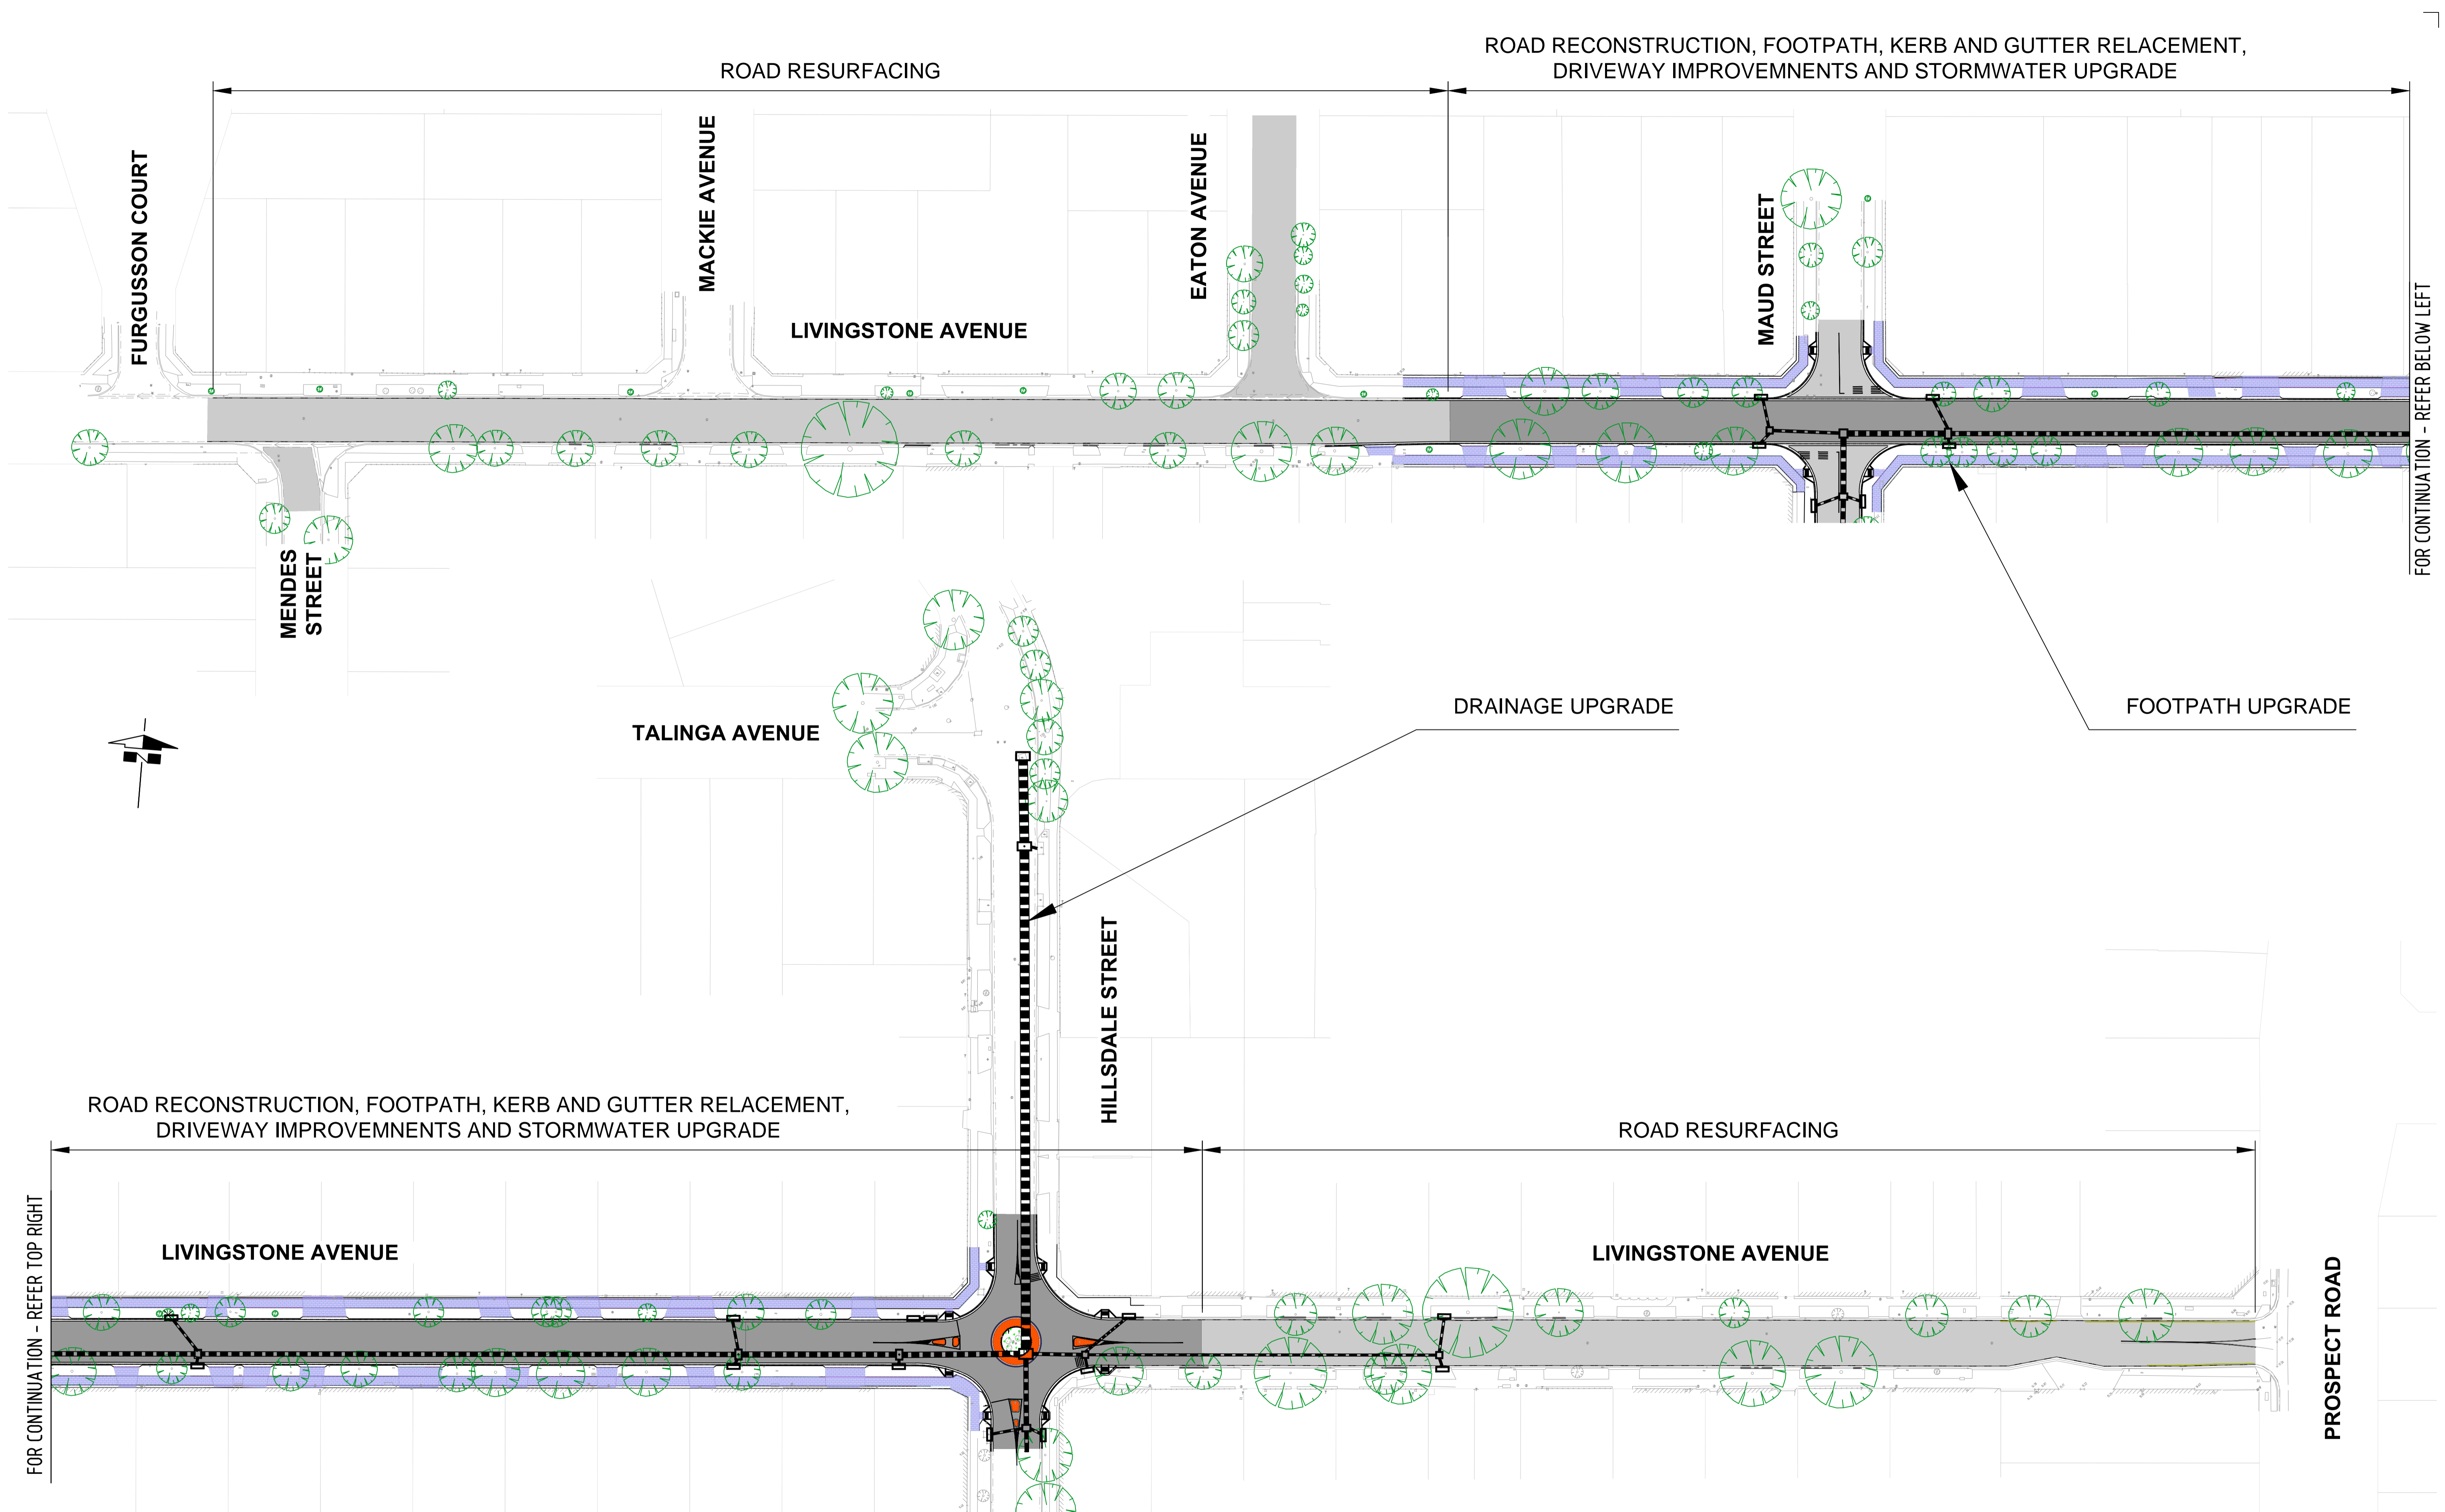 ROAD RESURFACING
ROAD RECONSTRUCTION, FOOTPATH, KERB AND GUTTER RELACEMENT,
DRIVEWAY IMPROVEMNENTS AND STORMWATER UPGRADE
FURGUSSON COURT
MACKIE AVENUE
LIVINGSTONE AVENUE
EATON AVENUE
MAUD STREET
FOR CONTINUATION - REFER BELOW LEFT
MENDES
STREET
TALINGA AVENUE
DRAINAGE UPGRADE
FOOTPATH UPGRADE
HILLSDALE STREET
ROAD RECONSTRUCTION, FOOTPATH, KERB AND GUTTER RELACEMENT,
DRIVEWAY IMPROVEMNENTS AND STORMWATER UPGRADE
ROAD RESURFACING
FOR CONTINUATION - REFER TOP RIGHT
LIVINGSTONE AVENUE
LIVINGSTONE AVENUE
PROSPECT ROAD